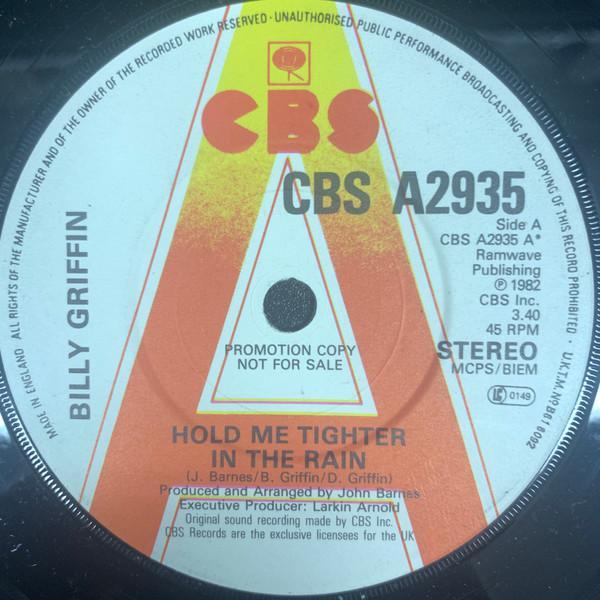 MADE IN ENGLAND ALL RIGHTS OF THE MANUFACTURER AND OF THE OWNER OF THE RECORDED WORK RESERVED · UNAUTHORISED PUBLIC PERFORMANCE BROADCASTING AND COPYING OF THIS RECORD PROHIBITED · U.K.T.M. Nº B618092
CBS
CBS A2935
Side A
CBS A2935 A*
Ramwave
Publishing
℗ 1982
CBS Inc.
3.40
45 RPM
STEREO
MCPS/BIEM
LC 0149
BILLY GRIFFIN
PROMOTION COPY
NOT FOR SALE
HOLD ME TIGHTER
IN THE RAIN
(J. Barnes/B. Griffin/D. Griffin)
Produced and Arranged by John Barnes
Executive Producer: Larkin Arnold
Original sound recording made by CBS Inc.
CBS Records are the exclusive licensees for the UK